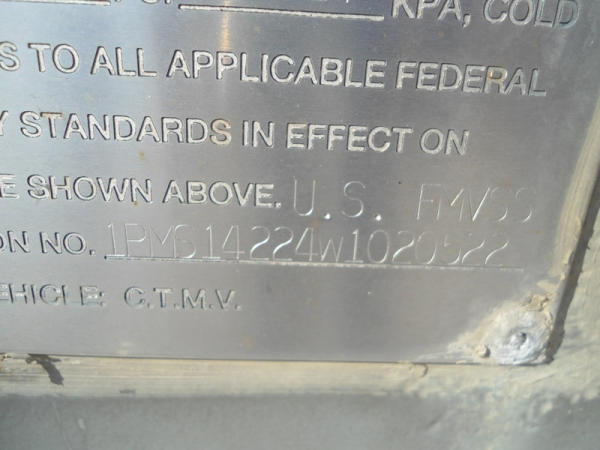 KPA, COLD
S TO ALL APPLICABLE FEDERAL
Y STANDARDS IN EFFECT ON
E SHOWN ABOVE. U.S. FMVSS
ON NO. 1PMS14224W1020522
EHICLE: C.T.M.V.